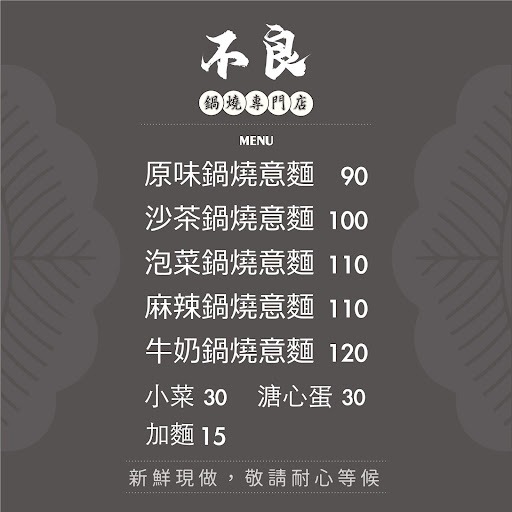 不良
鍋燒專門店
MENU
原味鍋燒意麵 90
沙茶鍋燒意麵 100
泡菜鍋燒意麵 110
麻辣鍋燒意麵 110
牛奶鍋燒意麵 120
小菜 30 溏心蛋 30
加麵 15
新鮮現做，敬請耐心等候